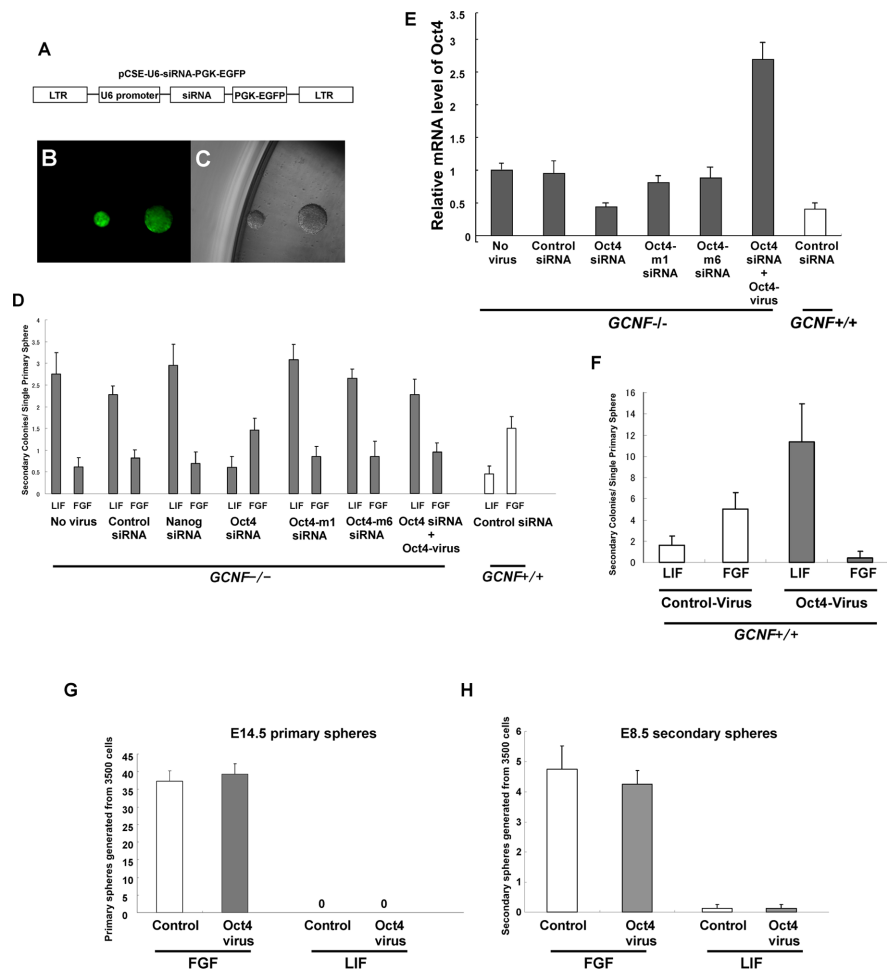 A
pCSE-U6-siRNA-PGK-EGFP
LTR
U6 promoter
siRNA
PGK-EGFP
LTR
B
C
D
Secondary Colonies/ Single Primary Sphere
4
3.5
3
2.5
2
1.5
1
0.5
0
LIF FGF
LIF FGF
LIF FGF
LIF FGF
LIF FGF
LIF FGF
LIF FGF
No virus
Control
siRNA
Nanog
siRNA
Oct4
siRNA
Oct4-m1
siRNA
Oct4-m6
siRNA
Oct4 siRNA
+
Oct4-virus
Control siRNA
GCNF-/-
GCNF+/+
E
Relative mRNA level of Oct4
3.5
3
2.5
2
1.5
1
0.5
0
No
virus
Control
siRNA
Oct4
siRNA
Oct4-
m1
siRNA
Oct4-
m6
siRNA
Oct4
siRNA
+
Oct4-
virus
Control
siRNA
GCNF-/-
GCNF+/+
F
Secondary Colonies/ Single Primary Sphere
16
14
12
10
8
6
4
2
0
LIF
FGF
LIF
FGF
Control-Virus
Oct4-Virus
GCNF+/+
G
E14.5 primary spheres
Primary spheres generated from 3500 cells
45
40
35
30
25
20
15
10
5
0
0
0
Control
Oct4
virus
Control
Oct4
virus
FGF
LIF
H
E8.5 secondary spheres
Secondary spheres generated from 3500 cells
6
5
4
3
2
1
0
Control
Oct4
virus
Control
Oct4
virus
FGF
LIF